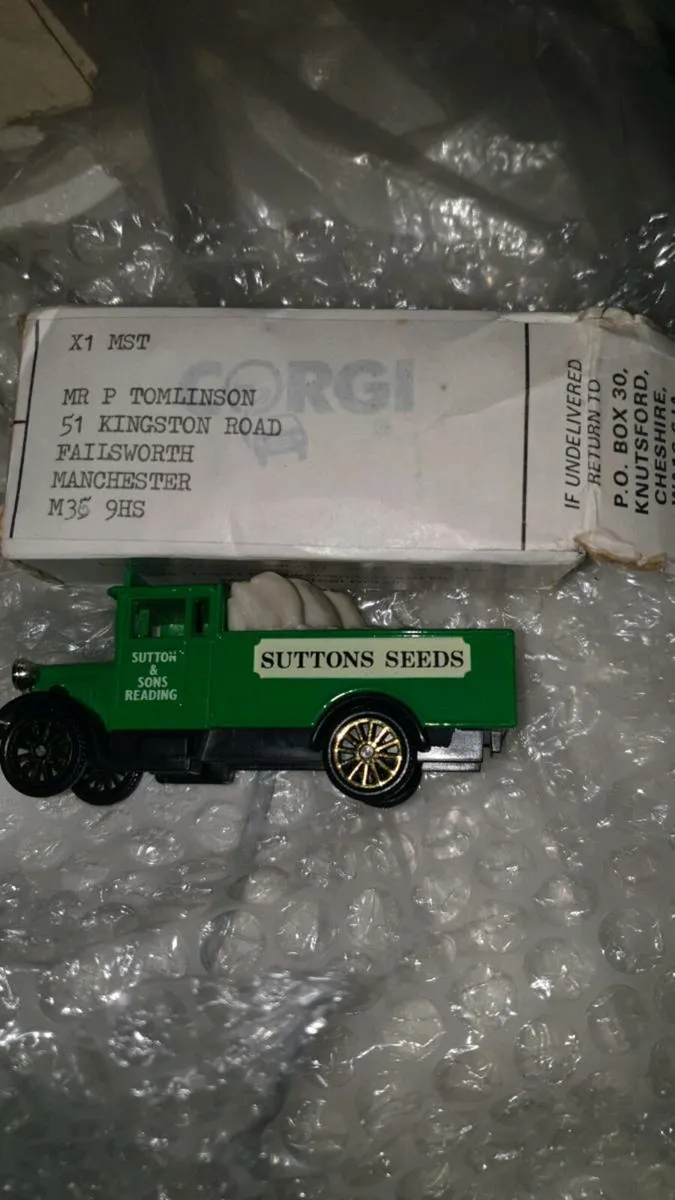 X1 MST
CORGI
MR P TOMLINSON
51 KINGSTON ROAD
FAILSWORTH
MANCHESTER
M35 9HS
IF UNDELIVERED
RETURN TO
P.O. BOX 30,
KNUTSFORD,
CHESHIRE,
SUTTON
&
SONS
READING
SUTTONS SEEDS